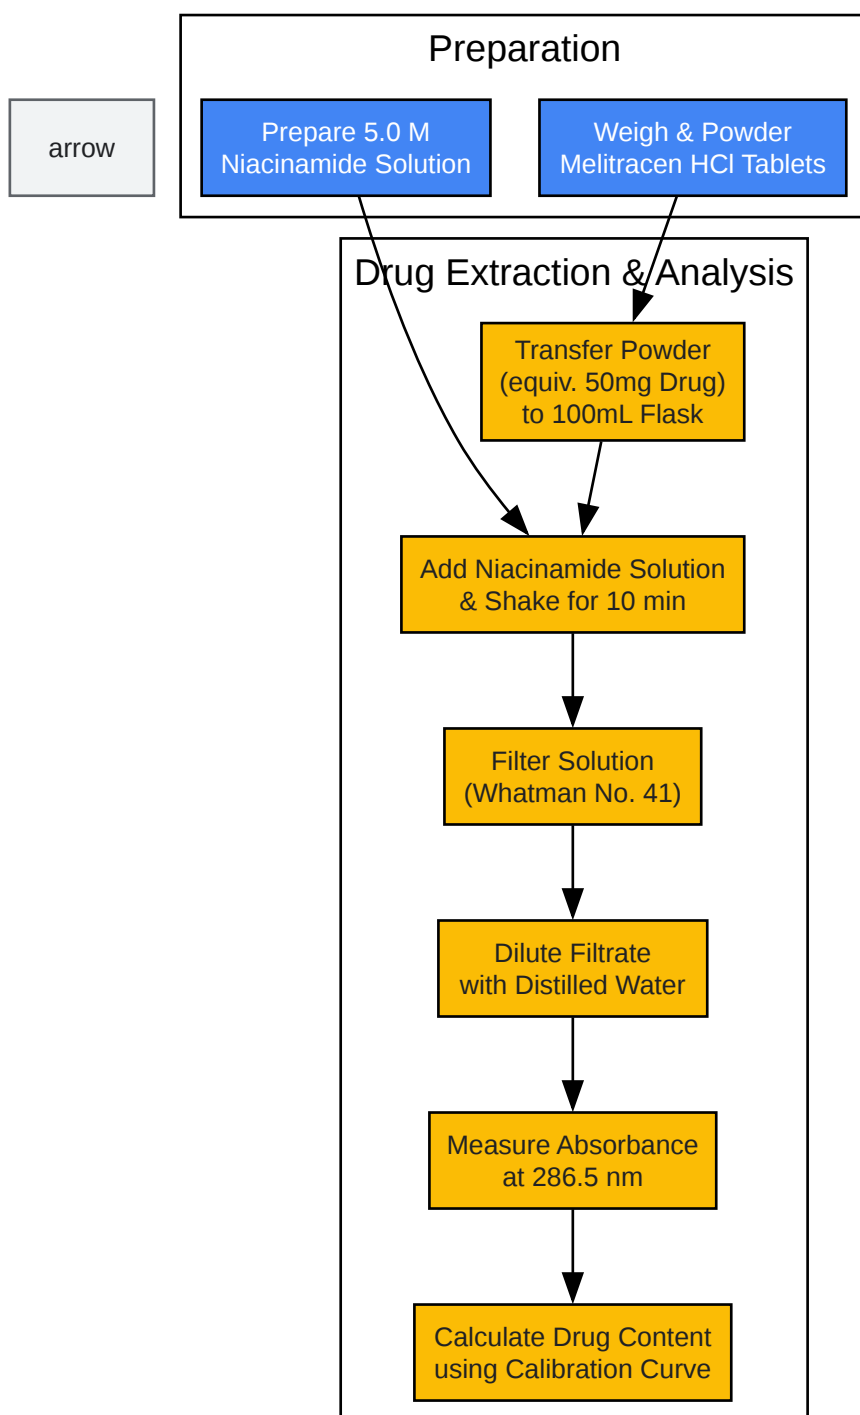 Preparation
arrow
Prepare 5.0 M
Niacinamide Solution
Weigh & Powder
Melitracen HCl Tablets
Drug Extraction & Analysis
Transfer Powder
(equiv. 50mg Drug)
to 100mL Flask
Add Niacinamide Solution
& Shake for 10 min
Filter Solution
(Whatman No. 41)
Dilute Filtrate
with Distilled Water
Measure Absorbance
at 286.5 nm
Calculate Drug Content
using Calibration Curve